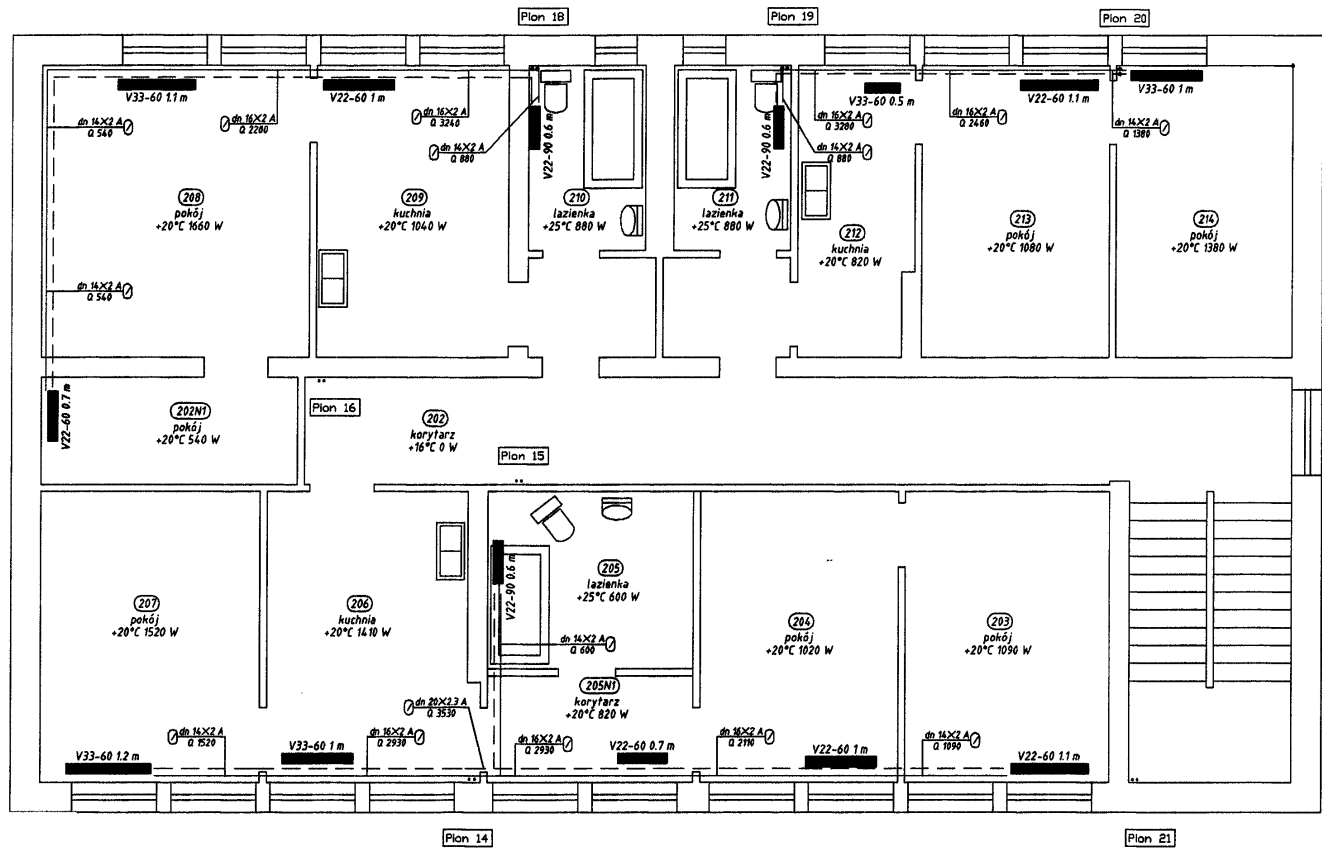 Pion 18
Pion 19
Pion 20
V33-60 1.1 m
V22-60 1 m
V33-60 0.5 m
V22-60 1.1 m
V33-60 1 m
dn 14X2 A
Q 540
Q 2200
dn 16X2 A
Q 3240
dn 14X2 A
Q 880
V22-90 0.6 m
V22-90 0.6 m
dn 16X2 A
Q 3280
dn 14X2 A
Q 880
dn 16X2 A
Q 2460
dn 14X2 A
Q 1380
208
pokój
+20°C 1660 W
209
kuchnia
+20°C 1040 W
210
lazienka
+25°C 880 W
211
lazienka
+25°C 880 W
212
kuchnia
+20°C 820 W
213
pokój
+20°C 1080 W
214
pokój
+20°C 1380 W
dn 14X2 A
Q 540
V22-60 0.7 m
202N1
pokój
+20°C 540 W
Pion 16
202
korytarz
+16°C 0 W
Pion 15
207
pokój
+20°C 1520 W
206
kuchnia
+20°C 1410 W
V22-90 0.6 m
205
lazienka
+25°C 600 W
dn 14X2 A
Q 600
204
pokój
+20°C 1020 W
203
pokój
+20°C 1090 W
205N1
korytarz
+20°C 820 W
dn 20X2.3 A
Q 3530
dn 14X2 A
Q 1520
dn 16X2 A
Q 2930
dn 16X2 A
Q 2930
dn 16X2 A
Q 2110
dn 14X2 A
Q 1090
V33-60 1.2 m
V33-60 1 m
V22-60 0.7 m
V22-60 1 m
V22-60 1.1 m
Pion 14
Pion 21